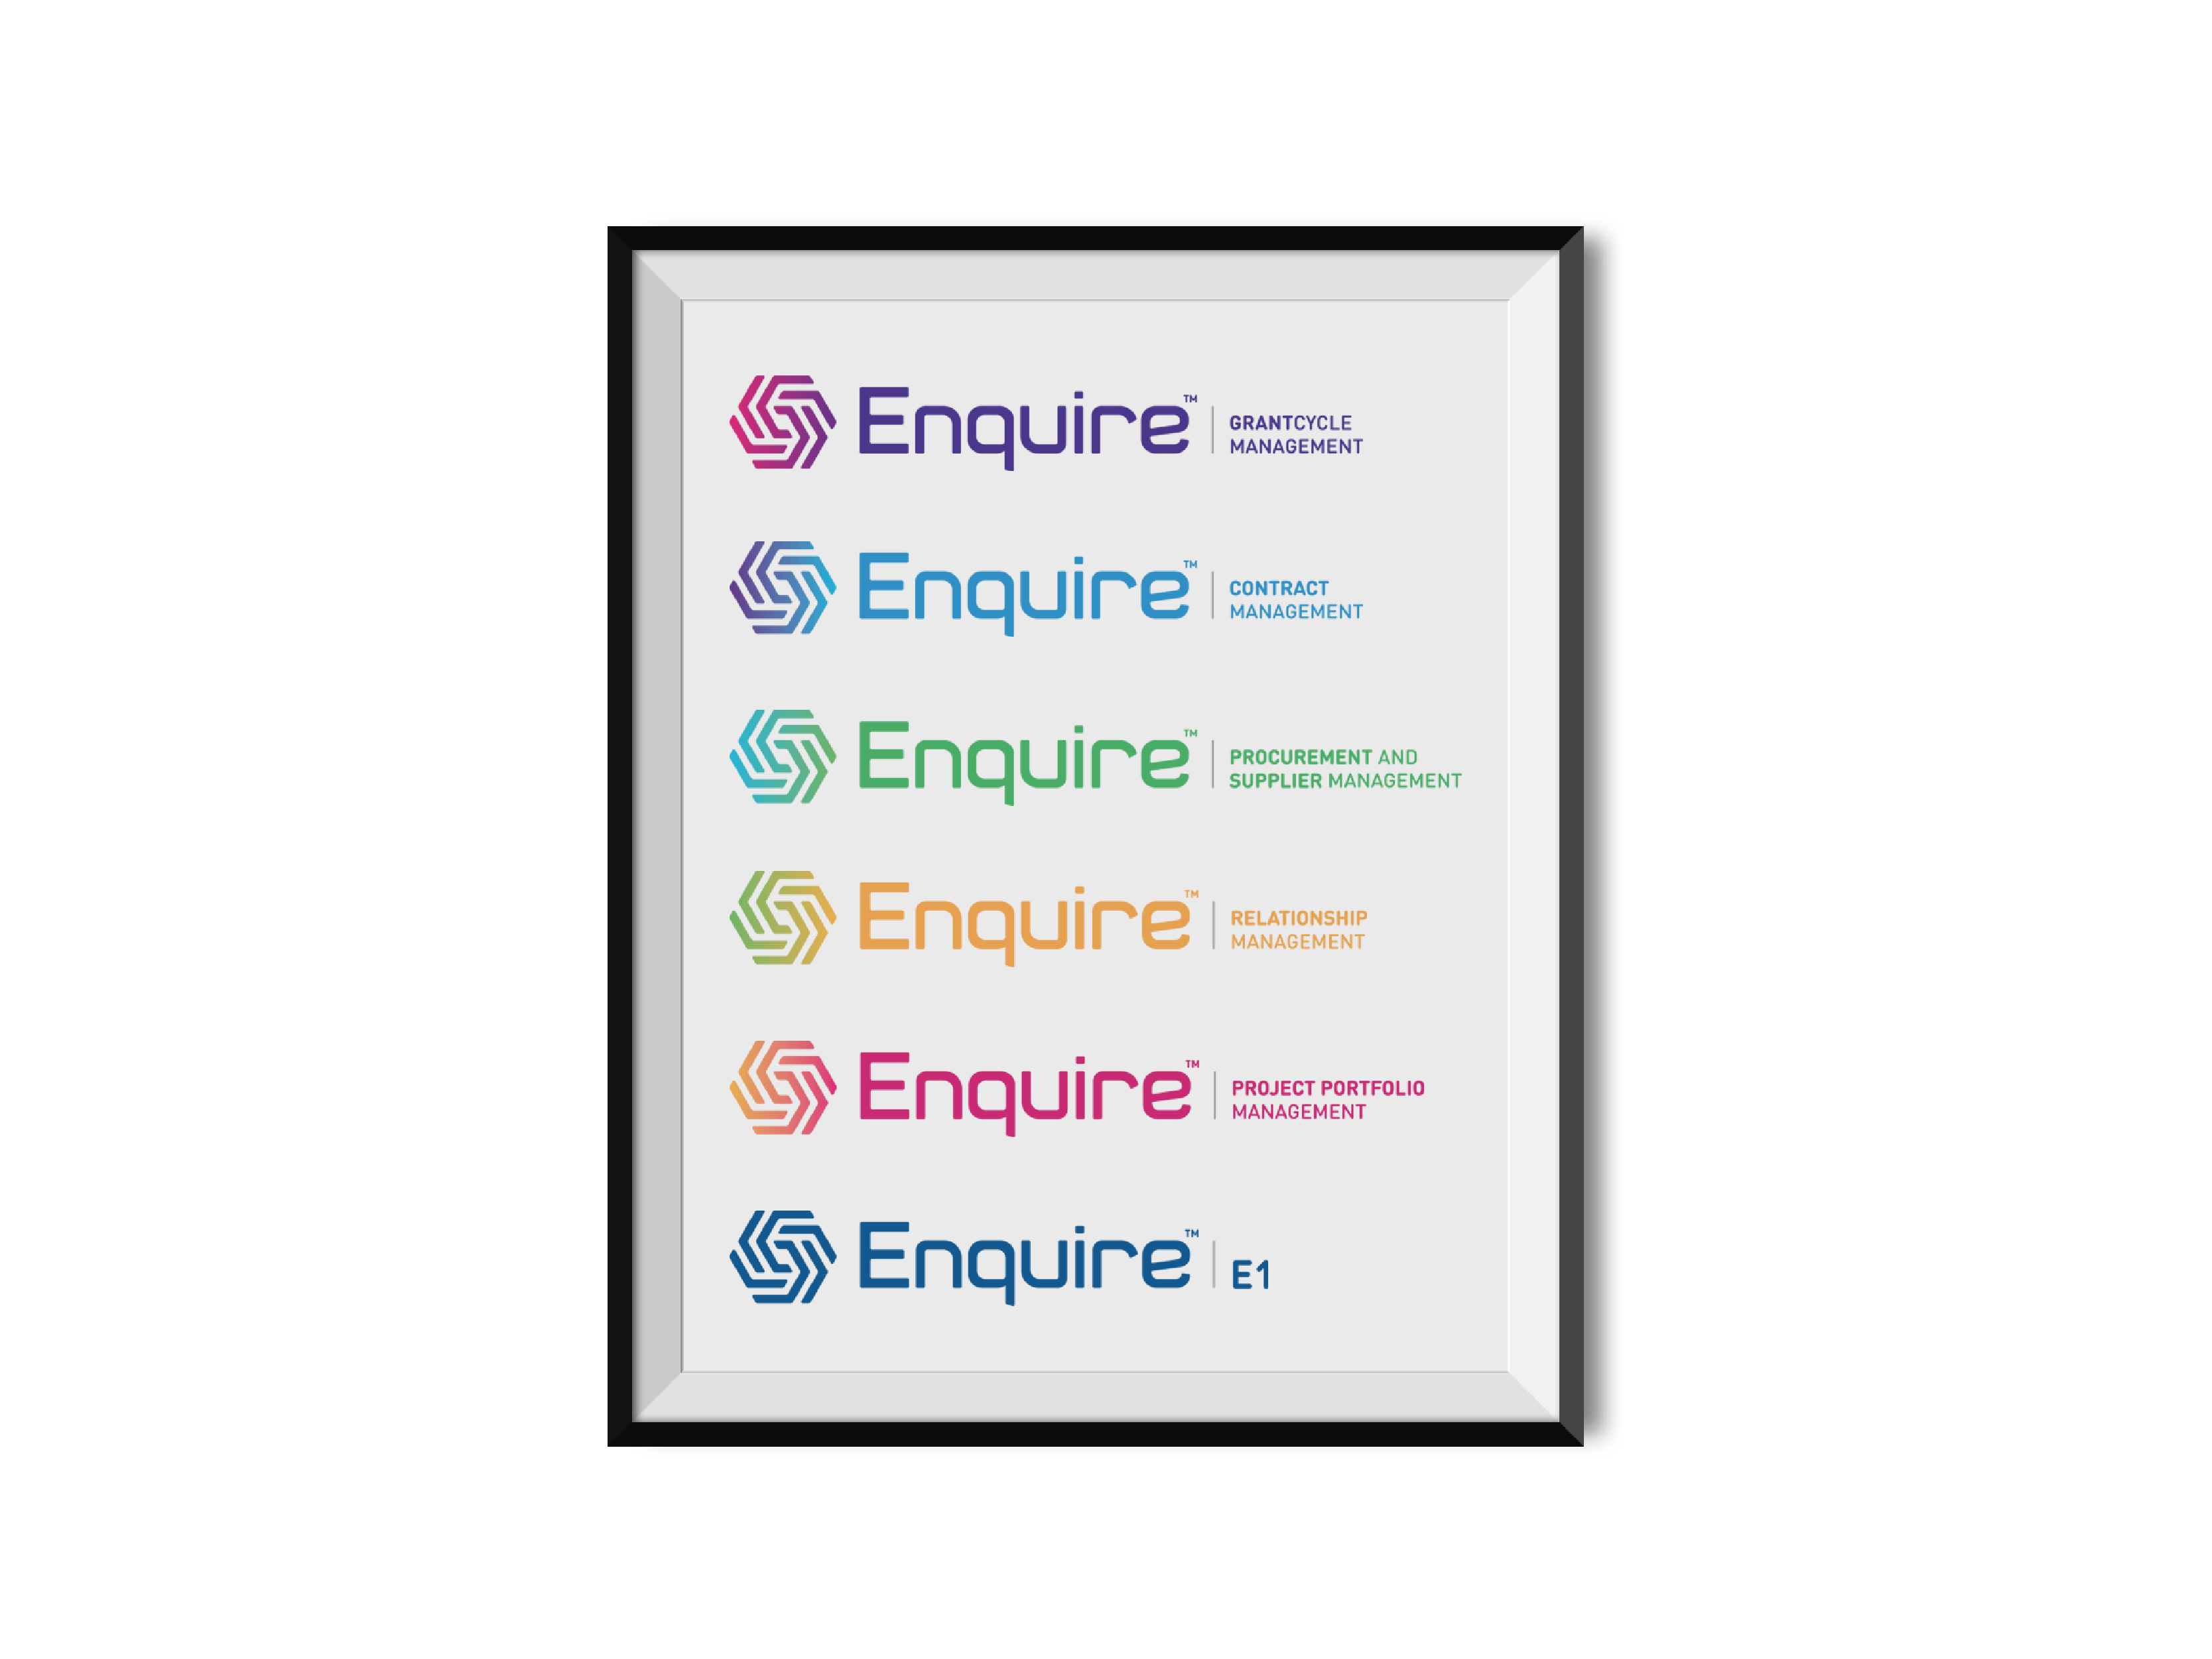 Enquire™ | GRANTCYCLE
MANAGEMENT
Enquire™ | CONTRACT
MANAGEMENT
Enquire™ | PROCUREMENT AND
SUPPLIER MANAGEMENT
Enquire™ | RELATIONSHIP
MANAGEMENT
Enquire™ | PROJECT PORTFOLIO
MANAGEMENT
Enquire™ | E1